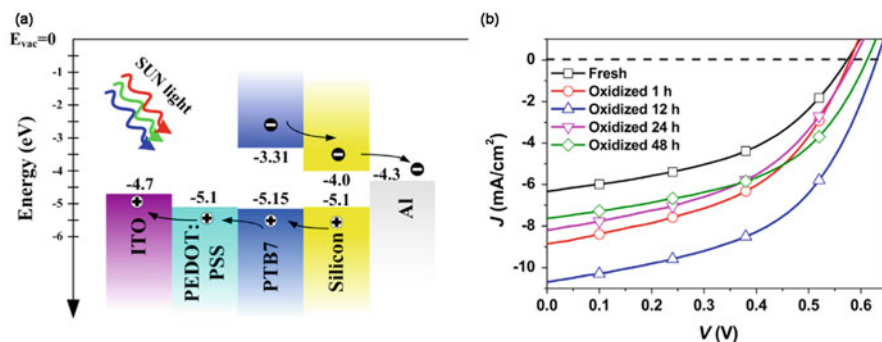 (a)
E_vac=0
-1
-2
-3
-4
-5
-6
Energy (eV)
SUN light
-3.31
-4.0
-4.3
-4.7
-5.1
-5.15
-5.1
ITO
PEDOT:
PSS
PTB7
Silicon
Al
(b)
0
-2
-4
-6
-8
-10
J (mA/cm²)
Fresh
Oxidized 1 h
Oxidized 12 h
Oxidized 24 h
Oxidized 48 h
0.0 0.1 0.2 0.3 0.4 0.5 0.6
V (V)